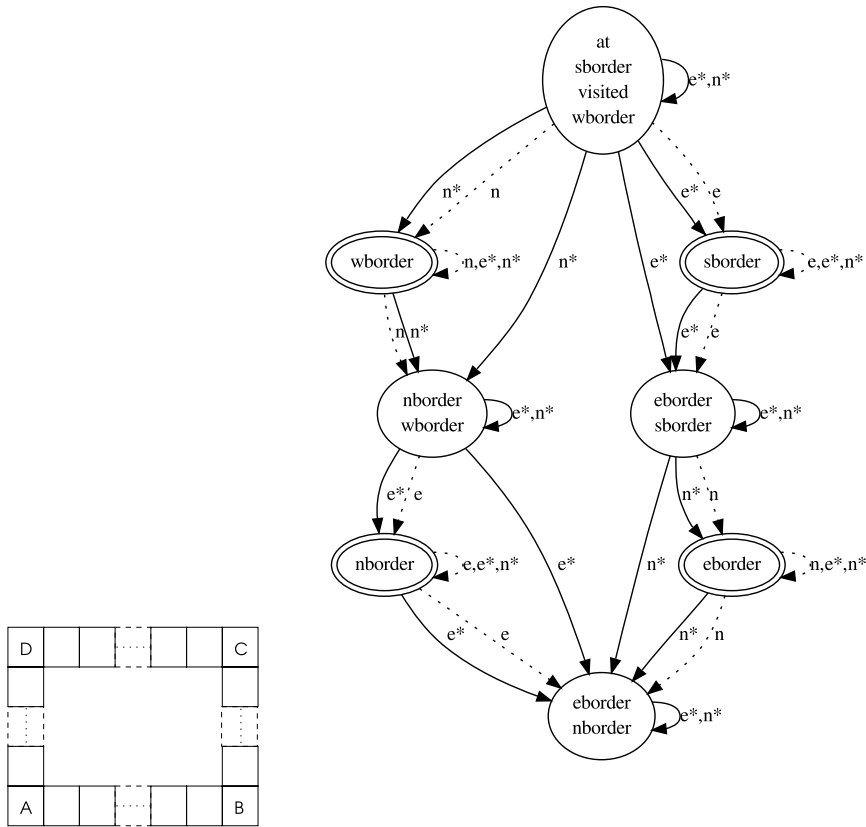 at
sborder
visited
wborder
e*,n*
n*
n
e*
e
wborder
n,e*,n*
n*
e*
sborder
e,e*,n*
n
n*
e*
e
nborder
wborder
e*,n*
eborder
sborder
e*,n*
e*
e
n*
n
nborder
e,e*,n*
e*
n*
eborder
n,e*,n*
e*
e
n*
n
eborder
nborder
e*,n*
D
C
A
B